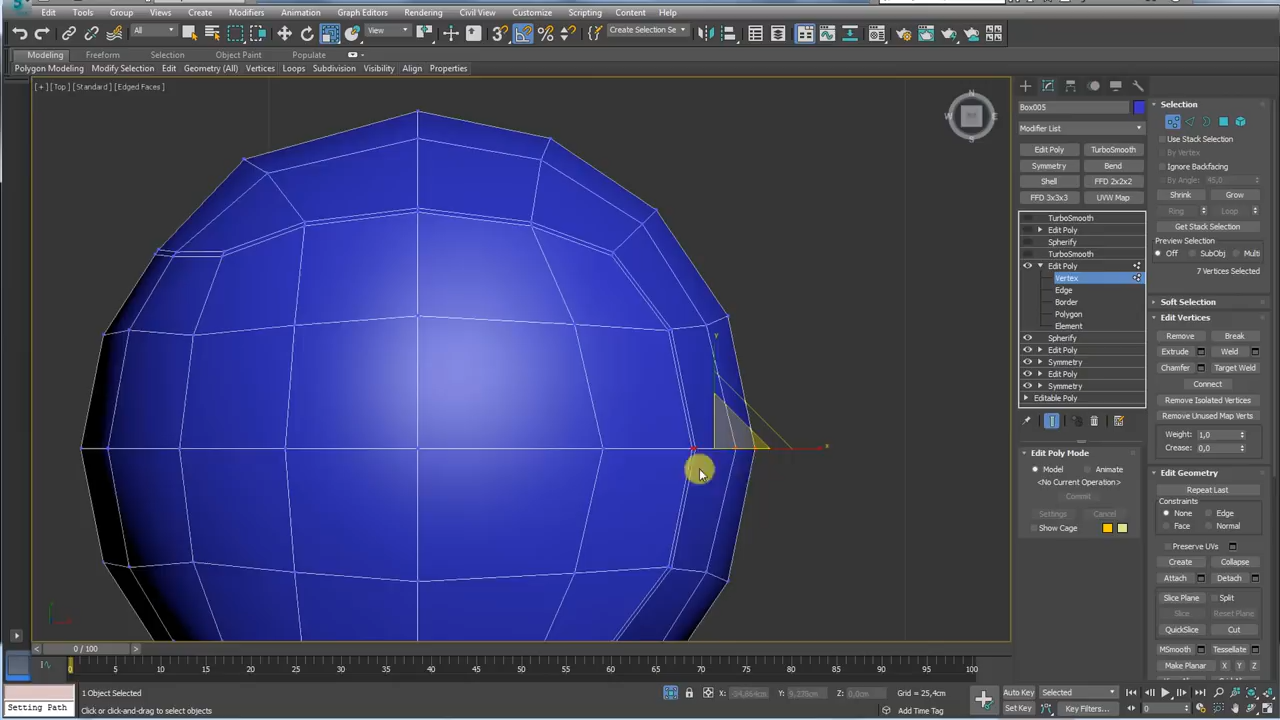 Edit Tools Group Views Create Modifiers Animation Graph Editors Rendering Civil View Customize Scripting Content Help
All View Create Selection Se
Modeling Freeform Selection Object Paint Populate
Polygon Modeling Modify Selection Edit Geometry (All) Vertices Loops Subdivision Visibility Align Properties
[ + ] [ Top ] [ Standard ] [ Edged Faces ]
N
W E
S
y
x
Box005
Modifier List
Edit Poly TurboSmooth
Symmetry Bend
Shell FFD 2x2x2
FFD 3x3x3 UVW Map
TurboSmooth
Edit Poly
Spherify
TurboSmooth
Edit Poly
Vertex
Edge
Border
Polygon
Element
Spherify
Edit Poly
Symmetry
Edit Poly
Symmetry
Editable Poly
Edit Poly Mode
Model Animate
<No Current Operation>
Commit
Settings Cancel
Show Cage
Selection
Use Stack Selection
By Vertex
Ignore Backfacing
By Angle: 45,0
Shrink Grow
Ring Loop
Get Stack Selection
Preview Selection
Off SubObj Multi
7 Vertices Selected
Soft Selection
Edit Vertices
Remove Break
Extrude Weld
Chamfer Target Weld
Connect
Remove Isolated Vertices
Remove Unused Map Verts
Weight: 1,0
Crease: 0,0
Edit Geometry
Repeat Last
Constraints
None Edge
Face Normal
Preserve UVs
Create Collapse
Attach Detach
Slice Plane Split
Slice Reset Plane
QuickSlice Cut
MSmooth Tessellate
Make Planar X Y Z
0 / 100
0 5 10 15 20 25 30 35 40 45 50 55 60 65 70 75 80 85 90 95 100
1 Object Selected X: Y: Z: 0,0cm Grid = 25,4cm Auto Key Selected
Setting Path Click or click-and-drag to select objects Add Time Tag Set Key Key Filters... 0